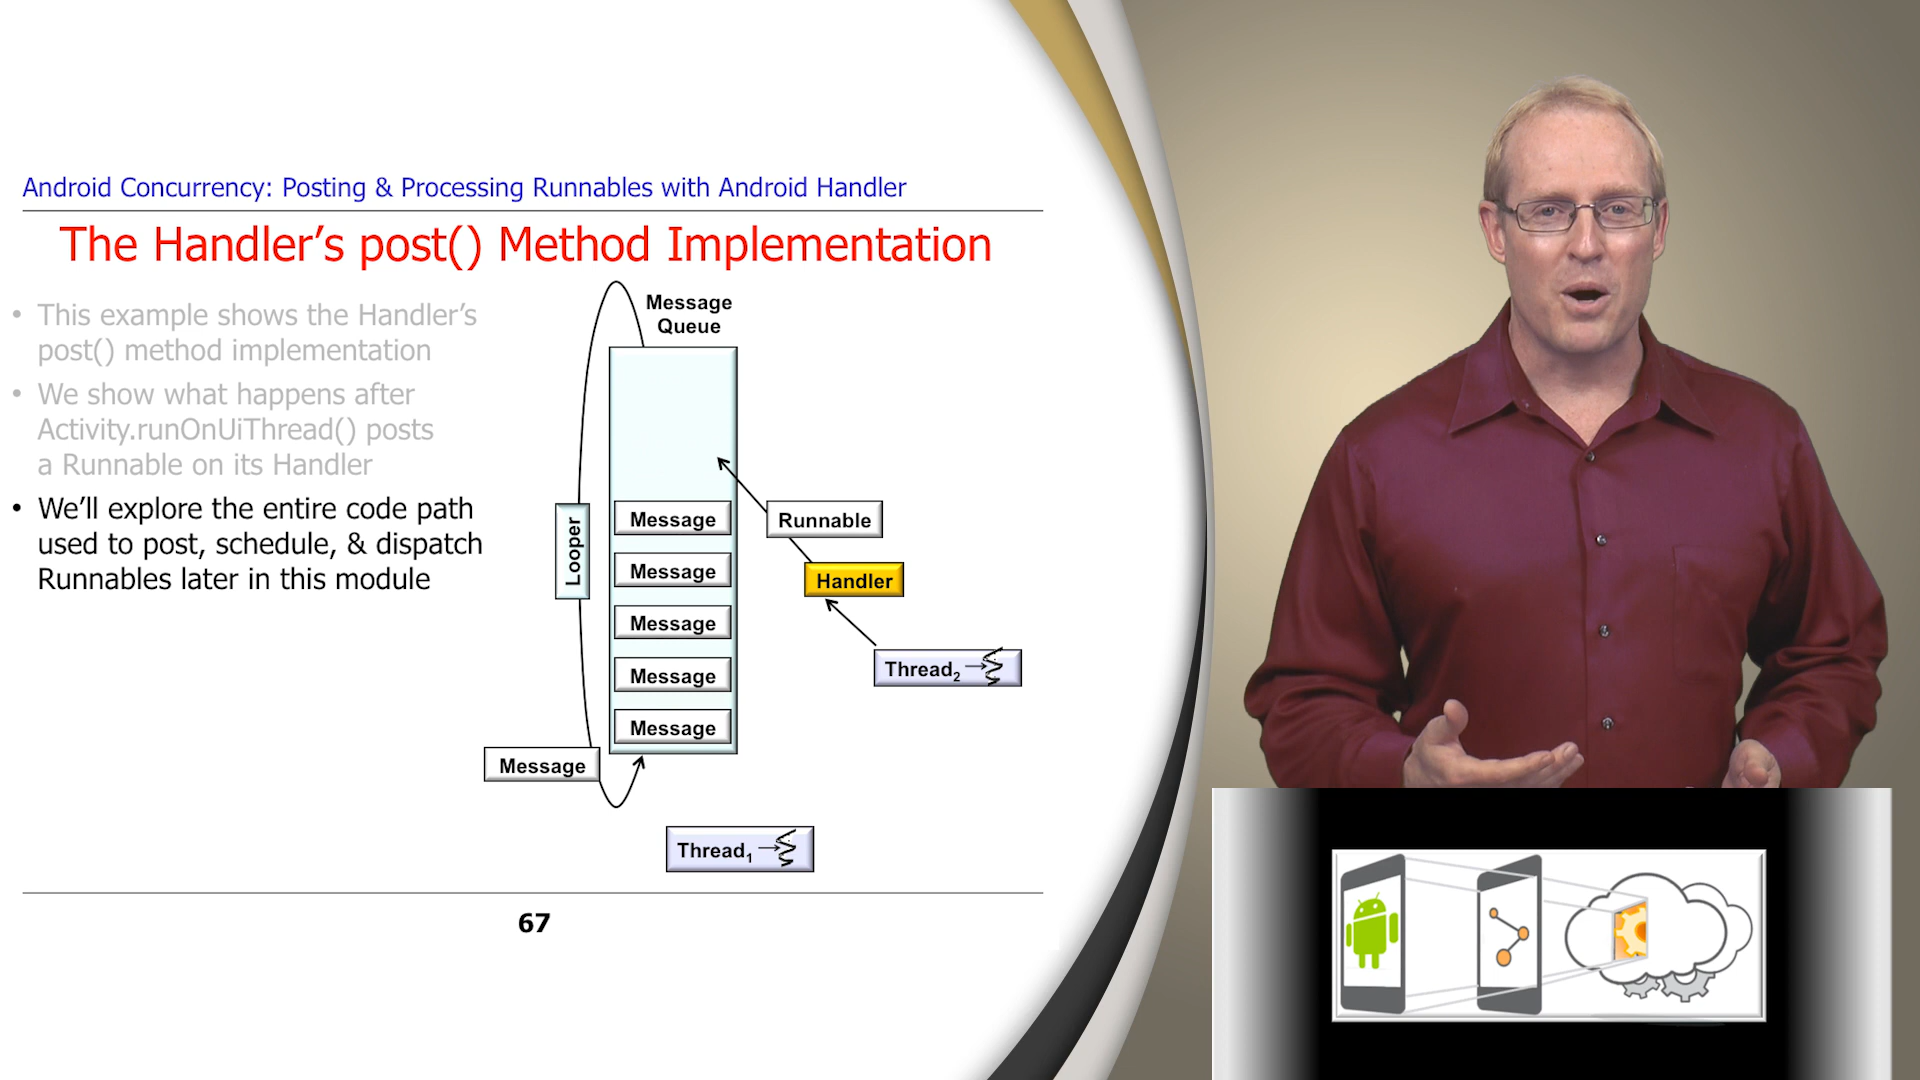 Android Concurrency: Posting & Processing Runnables with Android Handler
The Handler’s post() Method Implementation
• This example shows the Handler’s
post() method implementation
• We show what happens after
Activity.runOnUiThread() posts
a Runnable on its Handler
• We’ll explore the entire code path
used to post, schedule, & dispatch
Runnables later in this module
Message
Queue
Looper
Message
Message
Message
Message
Message
Message
Runnable
Handler
Thread2
Thread1
67